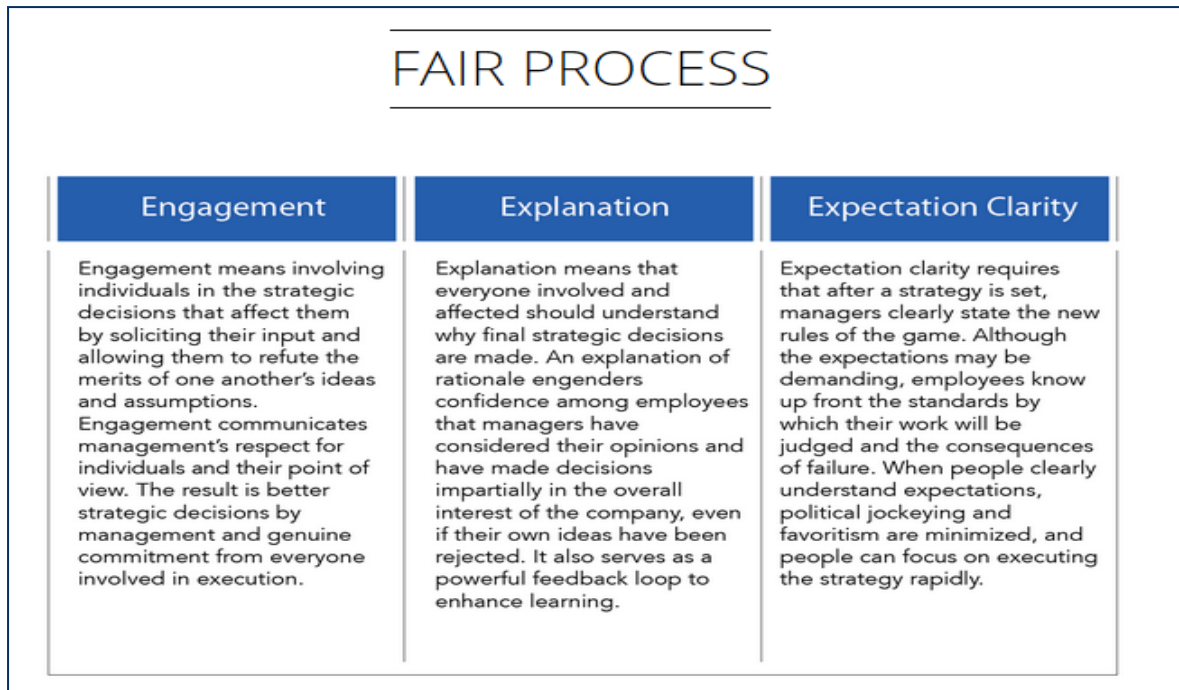 FAIR PROCESS
Engagement
Engagement means involving
individuals in the strategic
decisions that affect them
by soliciting their input and
allowing them to refute the
merits of one another's ideas
and assumptions.
Engagement communicates
management's respect for
individuals and their point of
view. The result is better
strategic decisions by
management and genuine
commitment from everyone
involved in execution.
Explanation
Explanation means that
everyone involved and
affected should understand
why final strategic decisions
are made. An explanation of
rationale engenders
confidence among employees
that managers have
considered their opinions and
have made decisions
impartially in the overall
interest of the company, even
if their own ideas have been
rejected. It also serves as a
powerful feedback loop to
enhance learning.
Expectation Clarity
Expectation clarity requires
that after a strategy is set,
managers clearly state the new
rules of the game. Although
the expectations may be
demanding, employees know
up front the standards by
which their work will be
judged and the consequences
of failure. When people clearly
understand expectations,
political jockeying and
favoritism are minimized, and
people can focus on executing
the strategy rapidly.